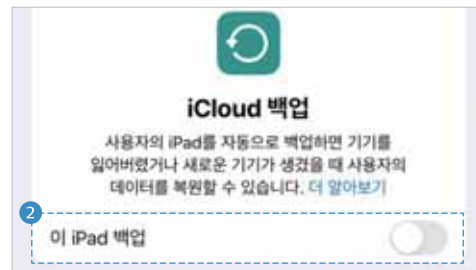 iCloud 백업
사용자의 iPad를 자동으로 백업하면 기기를
잃어버렸거나 새로운 기기가 생겼을 때 사용자의
데이터를 복원할 수 있습니다. 더 알아보기
2
이 iPad 백업